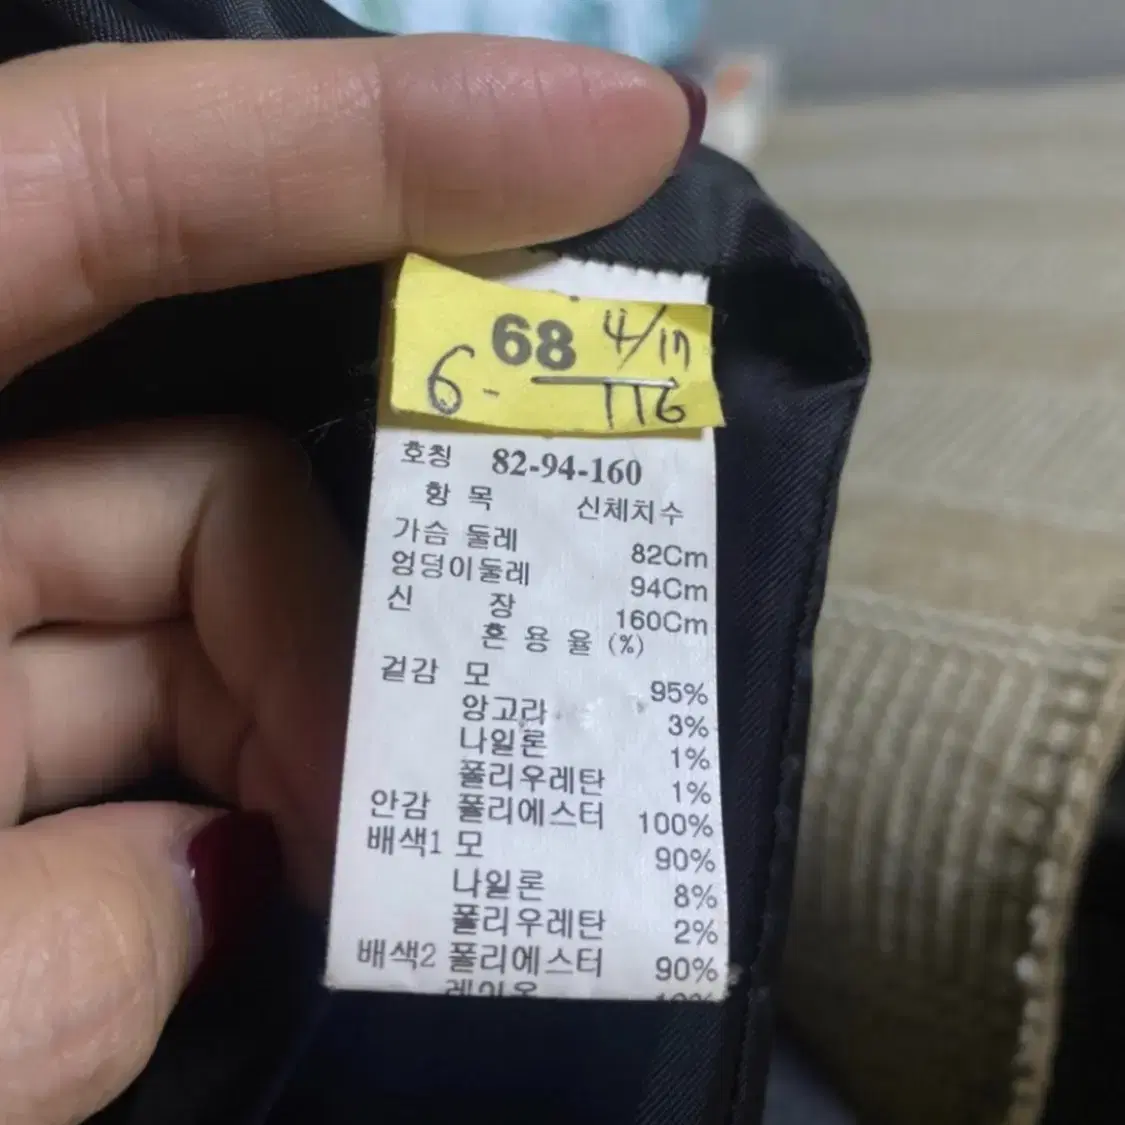 68 4/17
6- 116
호칭 82-94-160
항 목 신체치수
가슴 둘레 82Cm
엉덩이둘레 94Cm
신 장 160Cm
혼 용 율 (%)
겉감 모 95%
앙고라 3%
나일론 1%
폴리우레탄 1%
안감 폴리에스터 100%
배색1 모 90%
나일론 8%
폴리우레탄 2%
배색2 폴리에스터 90%
레이온 10%